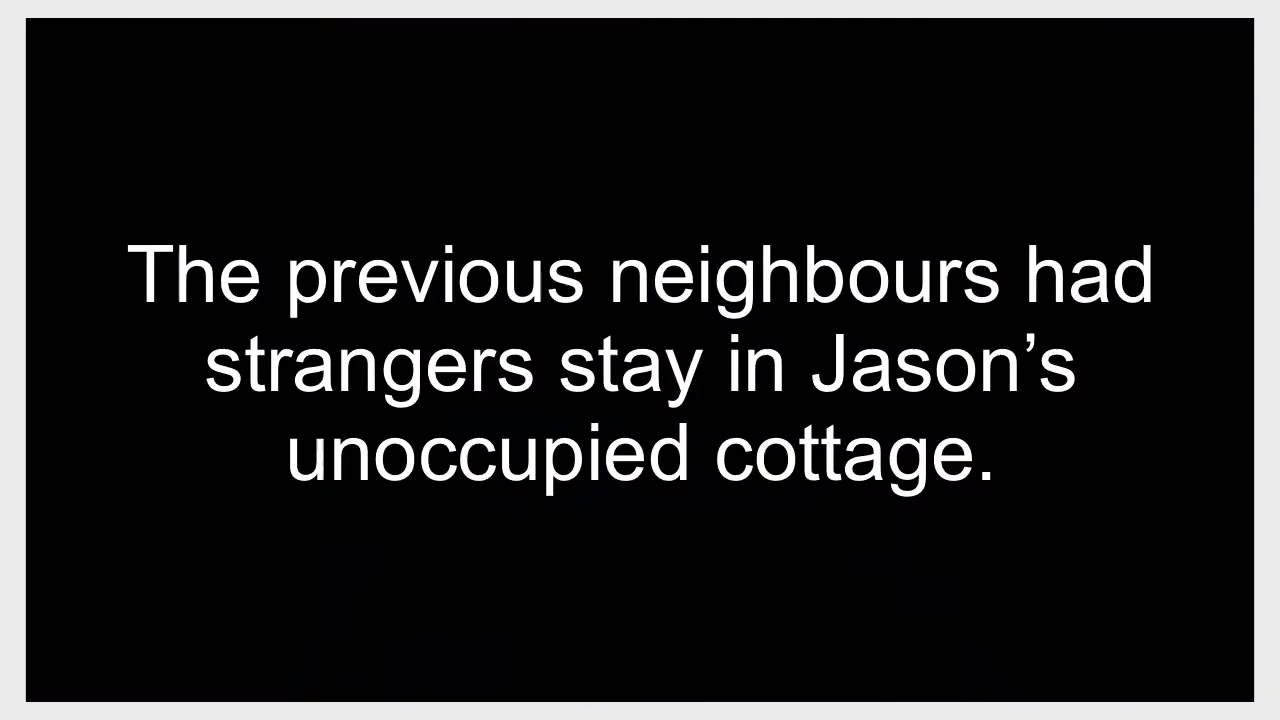 The previous neighbours had
strangers stay in Jason’s
unoccupied cottage.